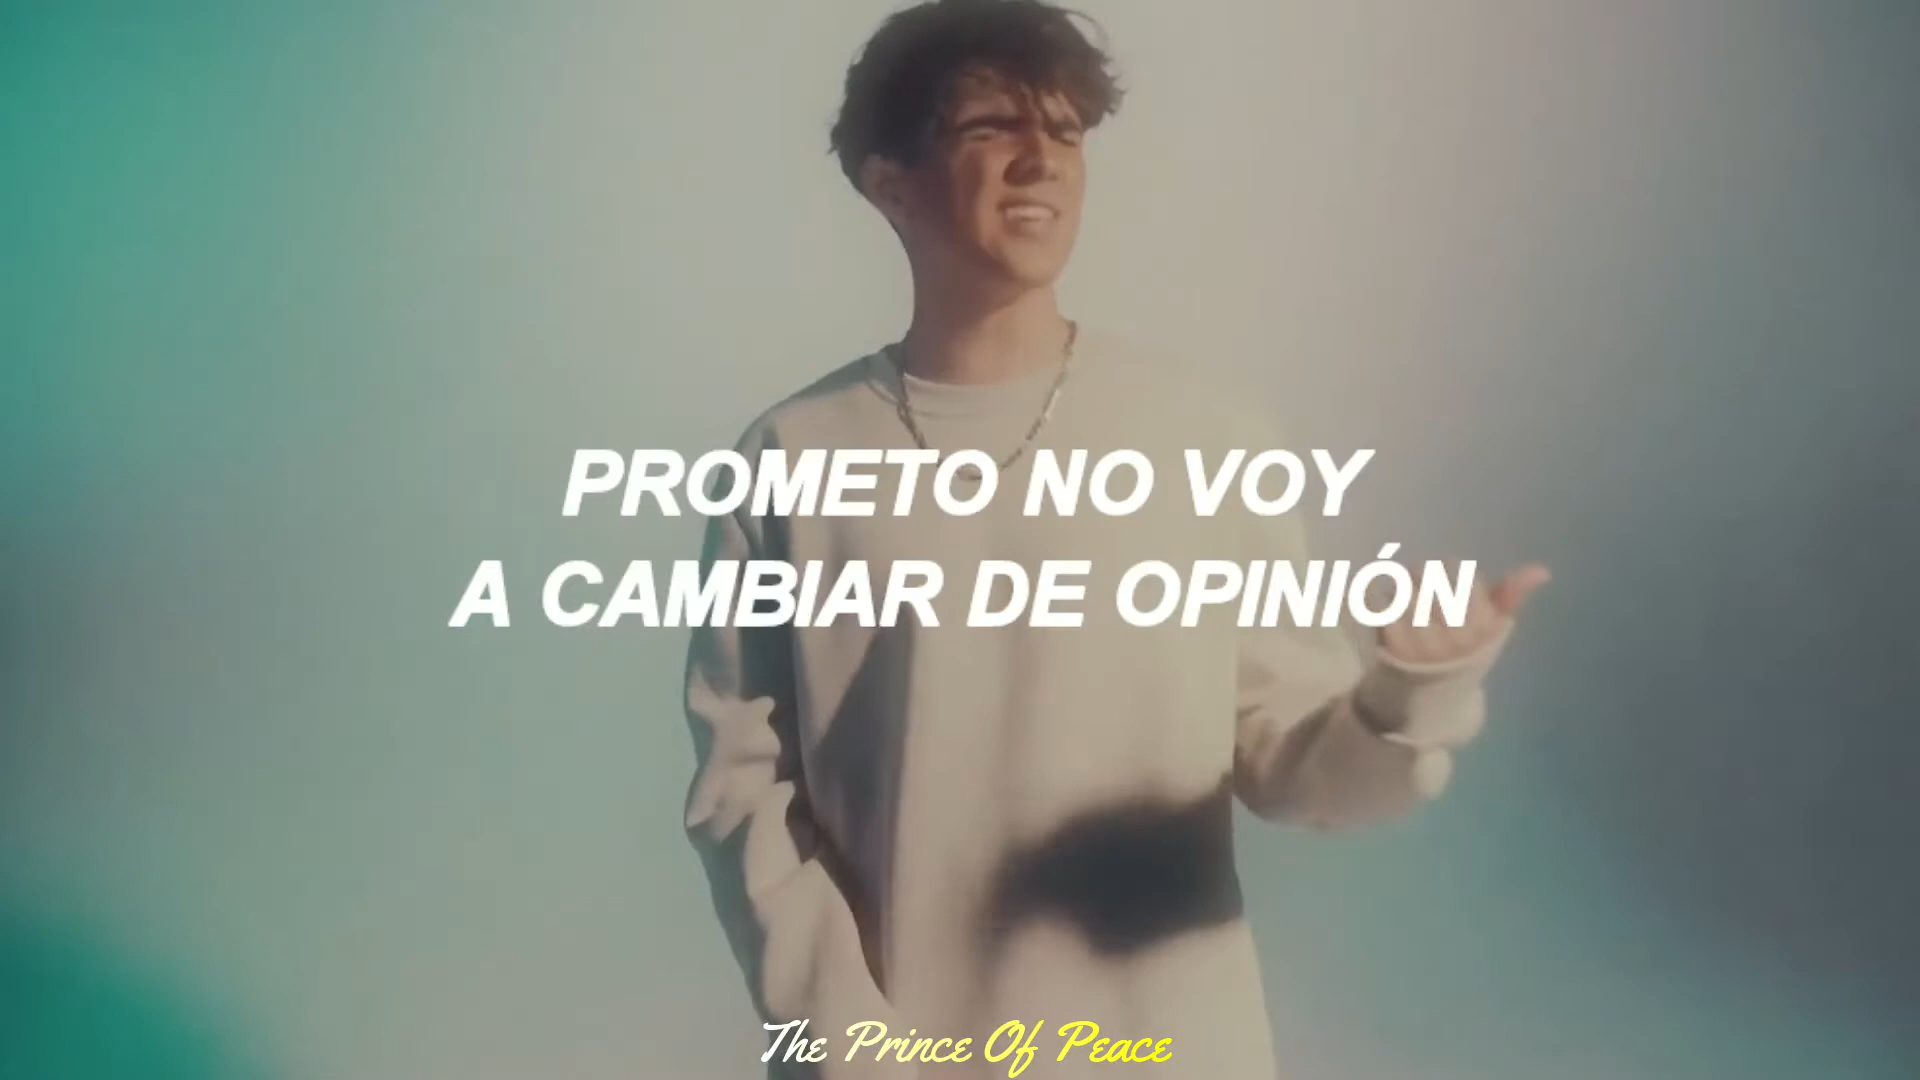 PROMETO NO VOY
A CAMBIAR DE OPINIÓN
The Prince Of Peace